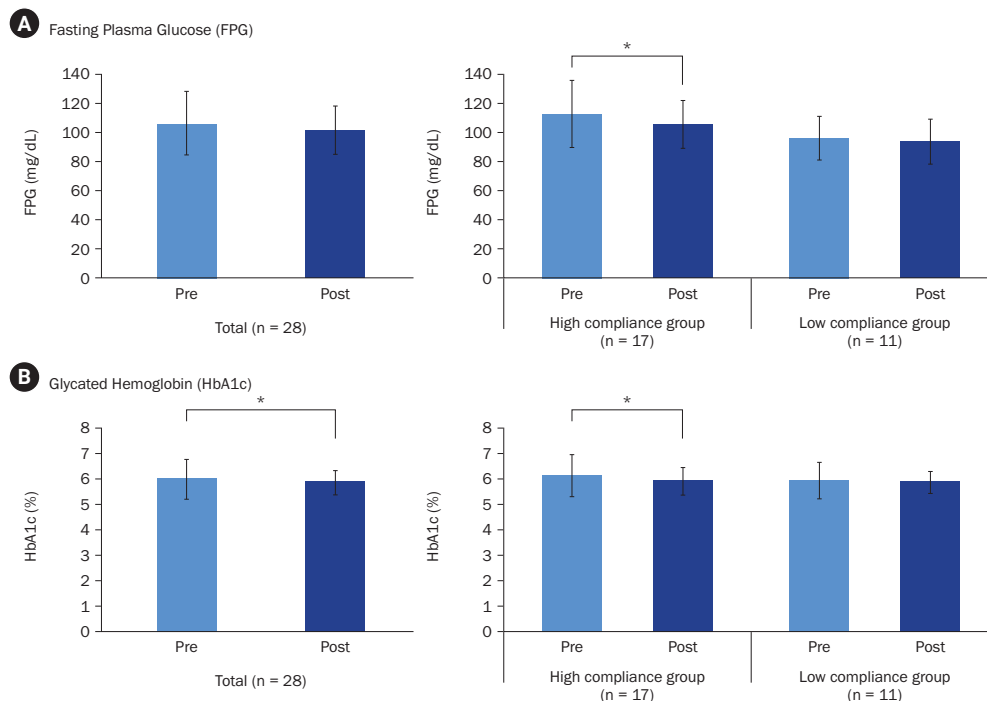 A Fasting Plasma Glucose (FPG)
140
120
100
80
60
40
20
0
FPG (mg/dL)
Pre
Post
Total (n = 28)
*
140
120
100
80
60
40
20
0
FPG (mg/dL)
Pre
Post
Pre
Post
High compliance group
(n = 17)
Low compliance group
(n = 11)
B Glycated Hemoglobin (HbA1c)
*
8
7
6
5
4
3
2
1
0
HbA1c (%)
Pre
Post
Total (n = 28)
*
8
7
6
5
4
3
2
1
0
HbA1c (%)
Pre
Post
Pre
Post
High compliance group
(n = 17)
Low compliance group
(n = 11)